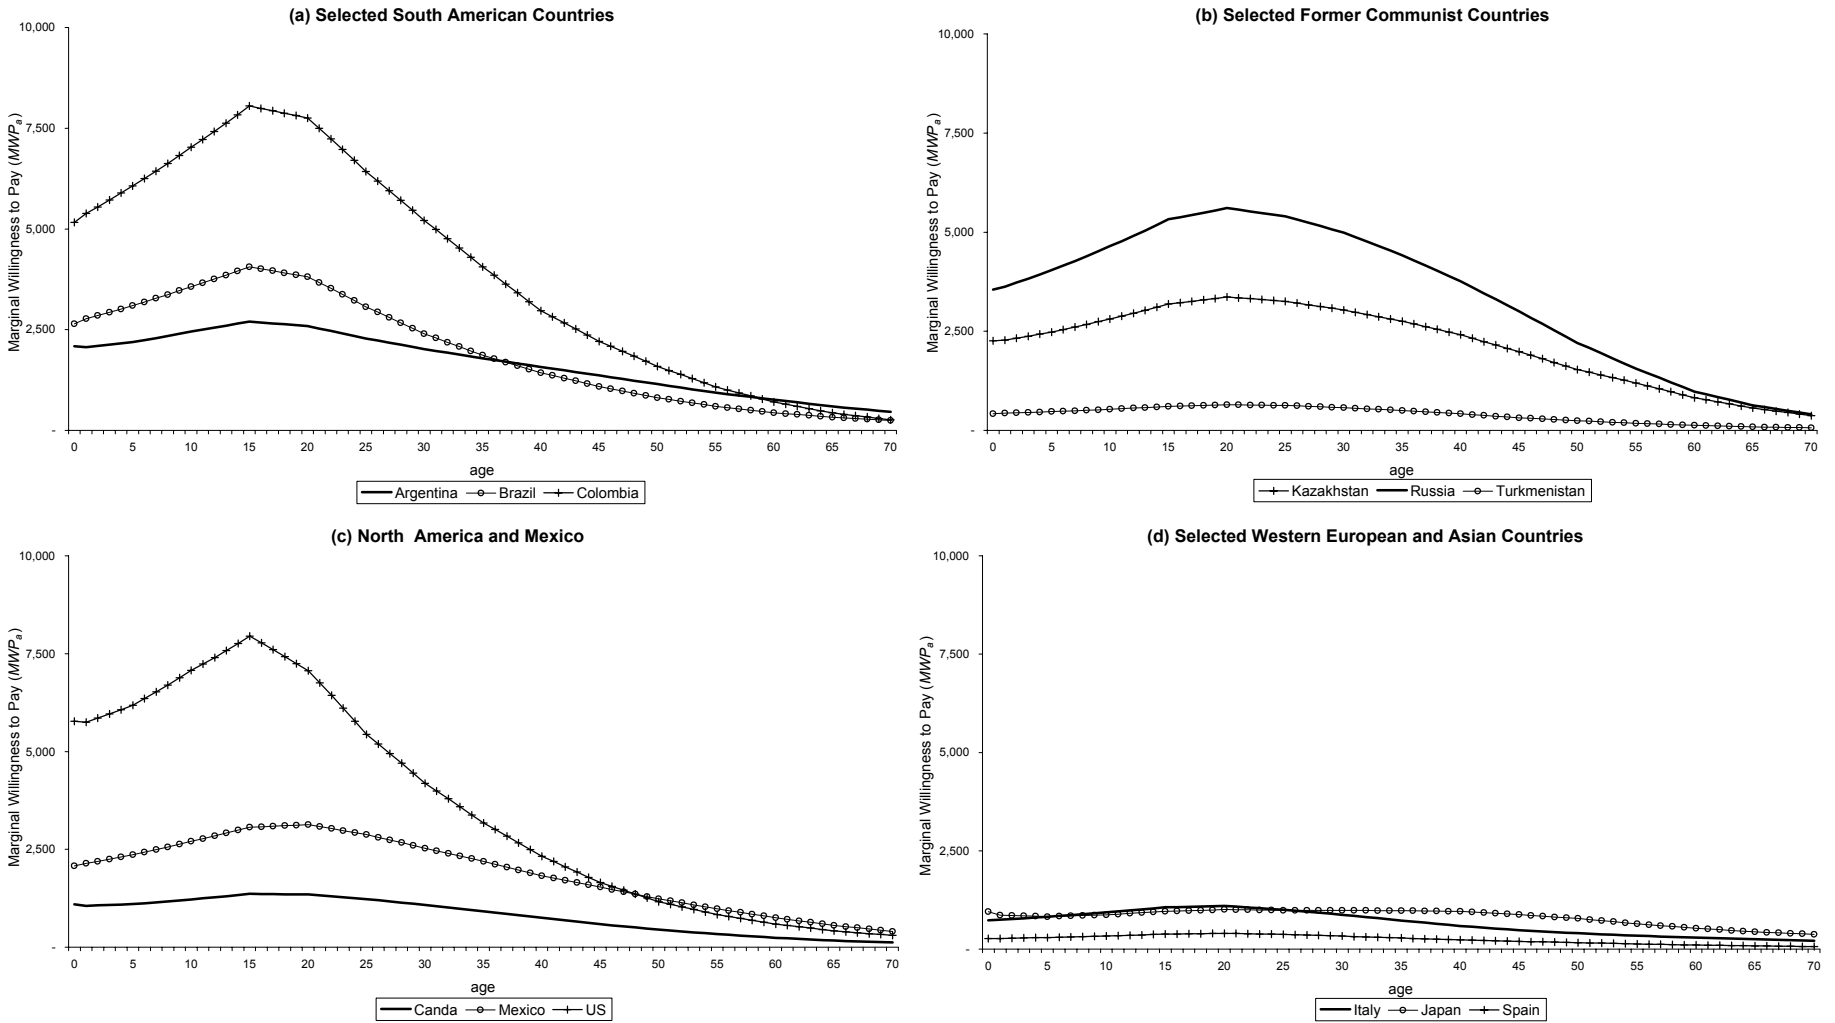 (a) Selected South American Countries
Marginal Willingness to Pay (MWPa)
10,000
7,500
5,000
2,500
-
0 5 10 15 20 25 30 35 40 45 50 55 60 65 70
age
Argentina Brazil Colombia
(b) Selected Former Communist Countries
Marginal Willingness to Pay (MWPa)
10,000
7,500
5,000
2,500
-
0 5 10 15 20 25 30 35 40 45 50 55 60 65 70
age
Kazakhstan Russia Turkmenistan
(c) North America and Mexico
Marginal Willingness to Pay (MWPa)
10,000
7,500
5,000
2,500
-
0 5 10 15 20 25 30 35 40 45 50 55 60 65 70
age
Canda Mexico US
(d) Selected Western European and Asian Countries
Marginal Willingness to Pay (MWPa)
10,000
7,500
5,000
2,500
-
0 5 10 15 20 25 30 35 40 45 50 55 60 65 70
age
Italy Japan Spain